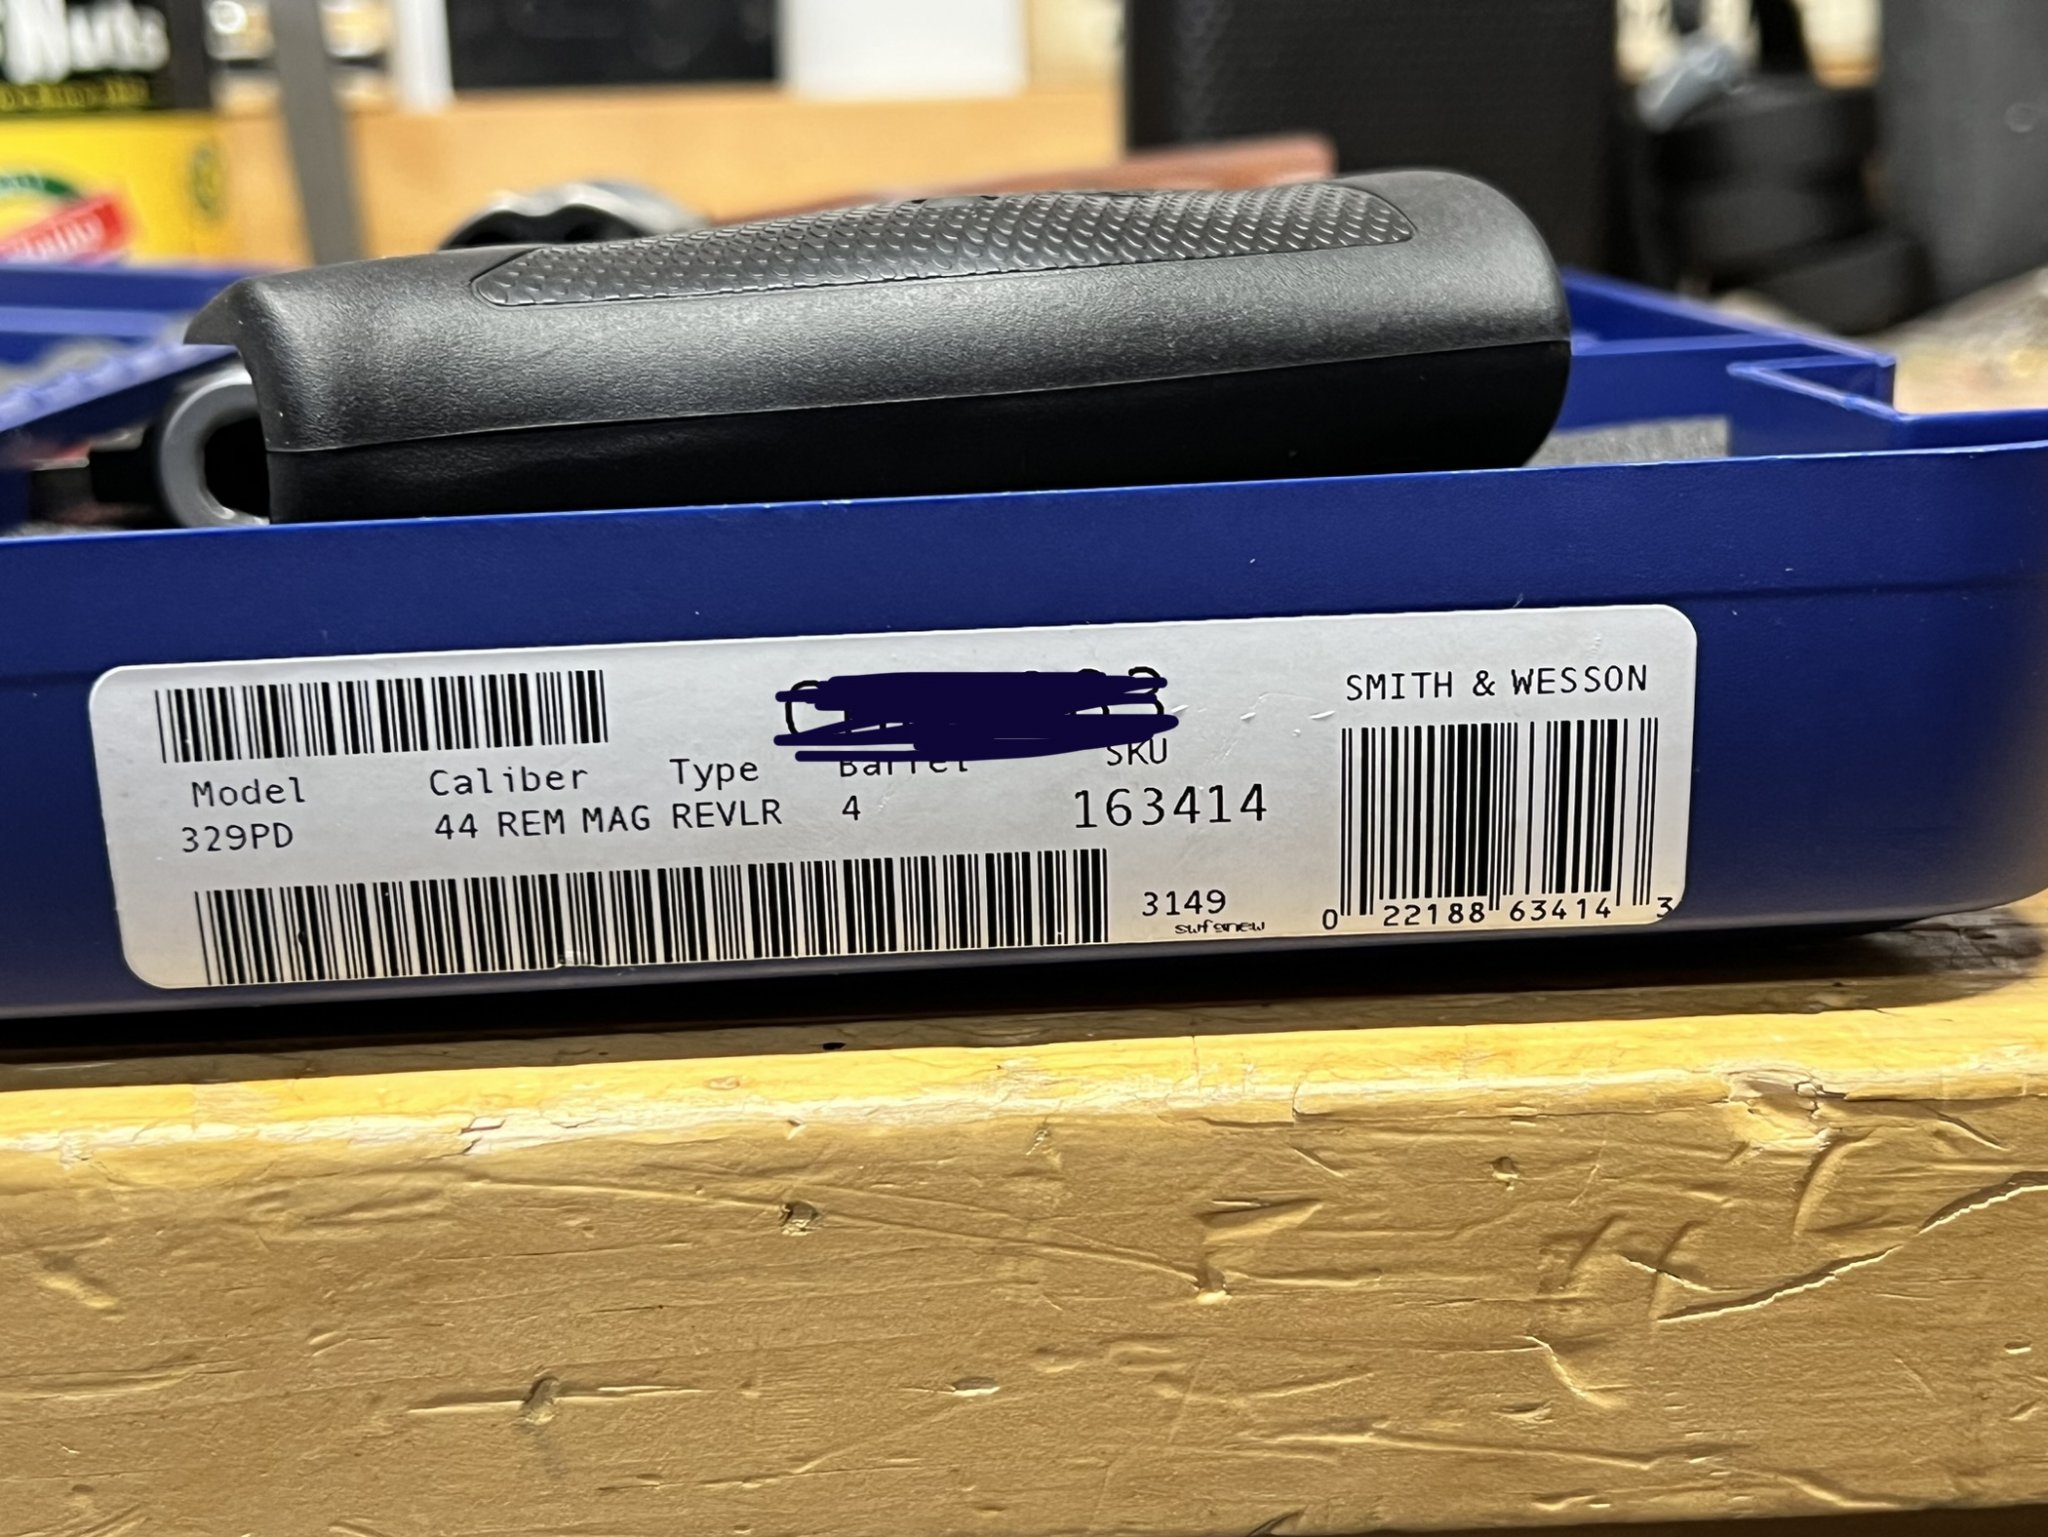 Nuts
SMITH & WESSON
Model Caliber Type Barrel SKU
329PD 44 REM MAG REVLR 4 163414
3149
swfsnew
0 22188 63414 3